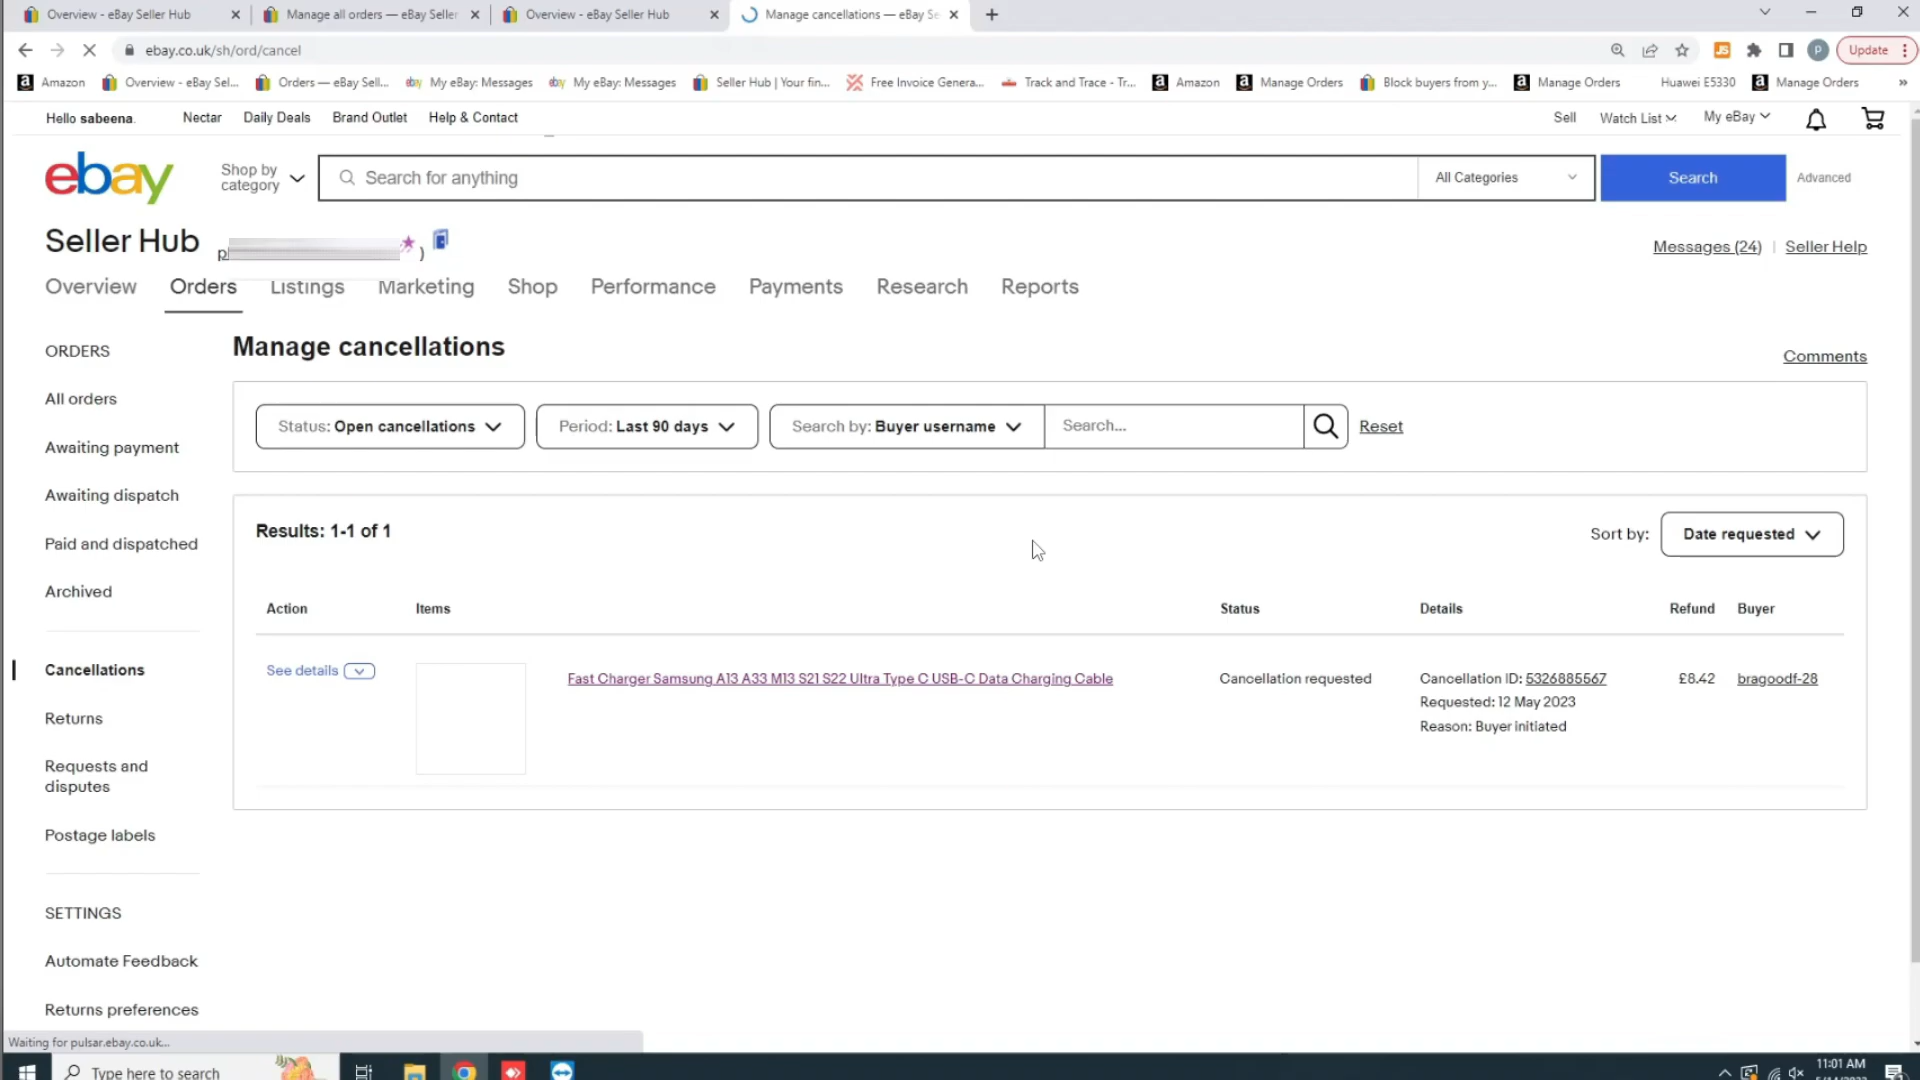 Overview - eBay Seller Hub
Manage all orders — eBay Seller
Overview - eBay Seller Hub
Manage cancellations — eBay Se
ebay.co.uk/sh/ord/cancel
Update
Amazon
Overview - eBay Sel...
Orders — eBay Sell...
My eBay: Messages
My eBay: Messages
Seller Hub | Your fin...
Free Invoice Genera...
Track and Trace - Tr...
Amazon
Manage Orders
Block buyers from y...
Manage Orders
Huawei E5330
Manage Orders
»
Hello sabeena.
Nectar
Daily Deals
Brand Outlet
Help & Contact
Sell
Watch List
My eBay
ebay
Shop by category
Search for anything
All Categories
Search
Advanced
Seller Hub
Messages (24)
Seller Help
Overview
Orders
Listings
Marketing
Shop
Performance
Payments
Research
Reports
ORDERS
All orders
Awaiting payment
Awaiting dispatch
Paid and dispatched
Archived
Cancellations
Returns
Requests and
disputes
Postage labels
SETTINGS
Automate Feedback
Returns preferences
Manage cancellations
Comments
Status: Open cancellations
Period: Last 90 days
Search by: Buyer username
Search...
Reset
Results: 1-1 of 1
Sort by: Date requested
Action
Items
Status
Details
Refund
Buyer
See details
Fast Charger Samsung A13 A33 M13 S21 S22 Ultra Type C USB-C Data Charging Cable
Cancellation requested
Cancellation ID: 5326885567
Requested: 12 May 2023
Reason: Buyer initiated
£8.42
bragoodf-28
Waiting for pulsar.ebay.co.uk...
Type here to search
11:01 AM